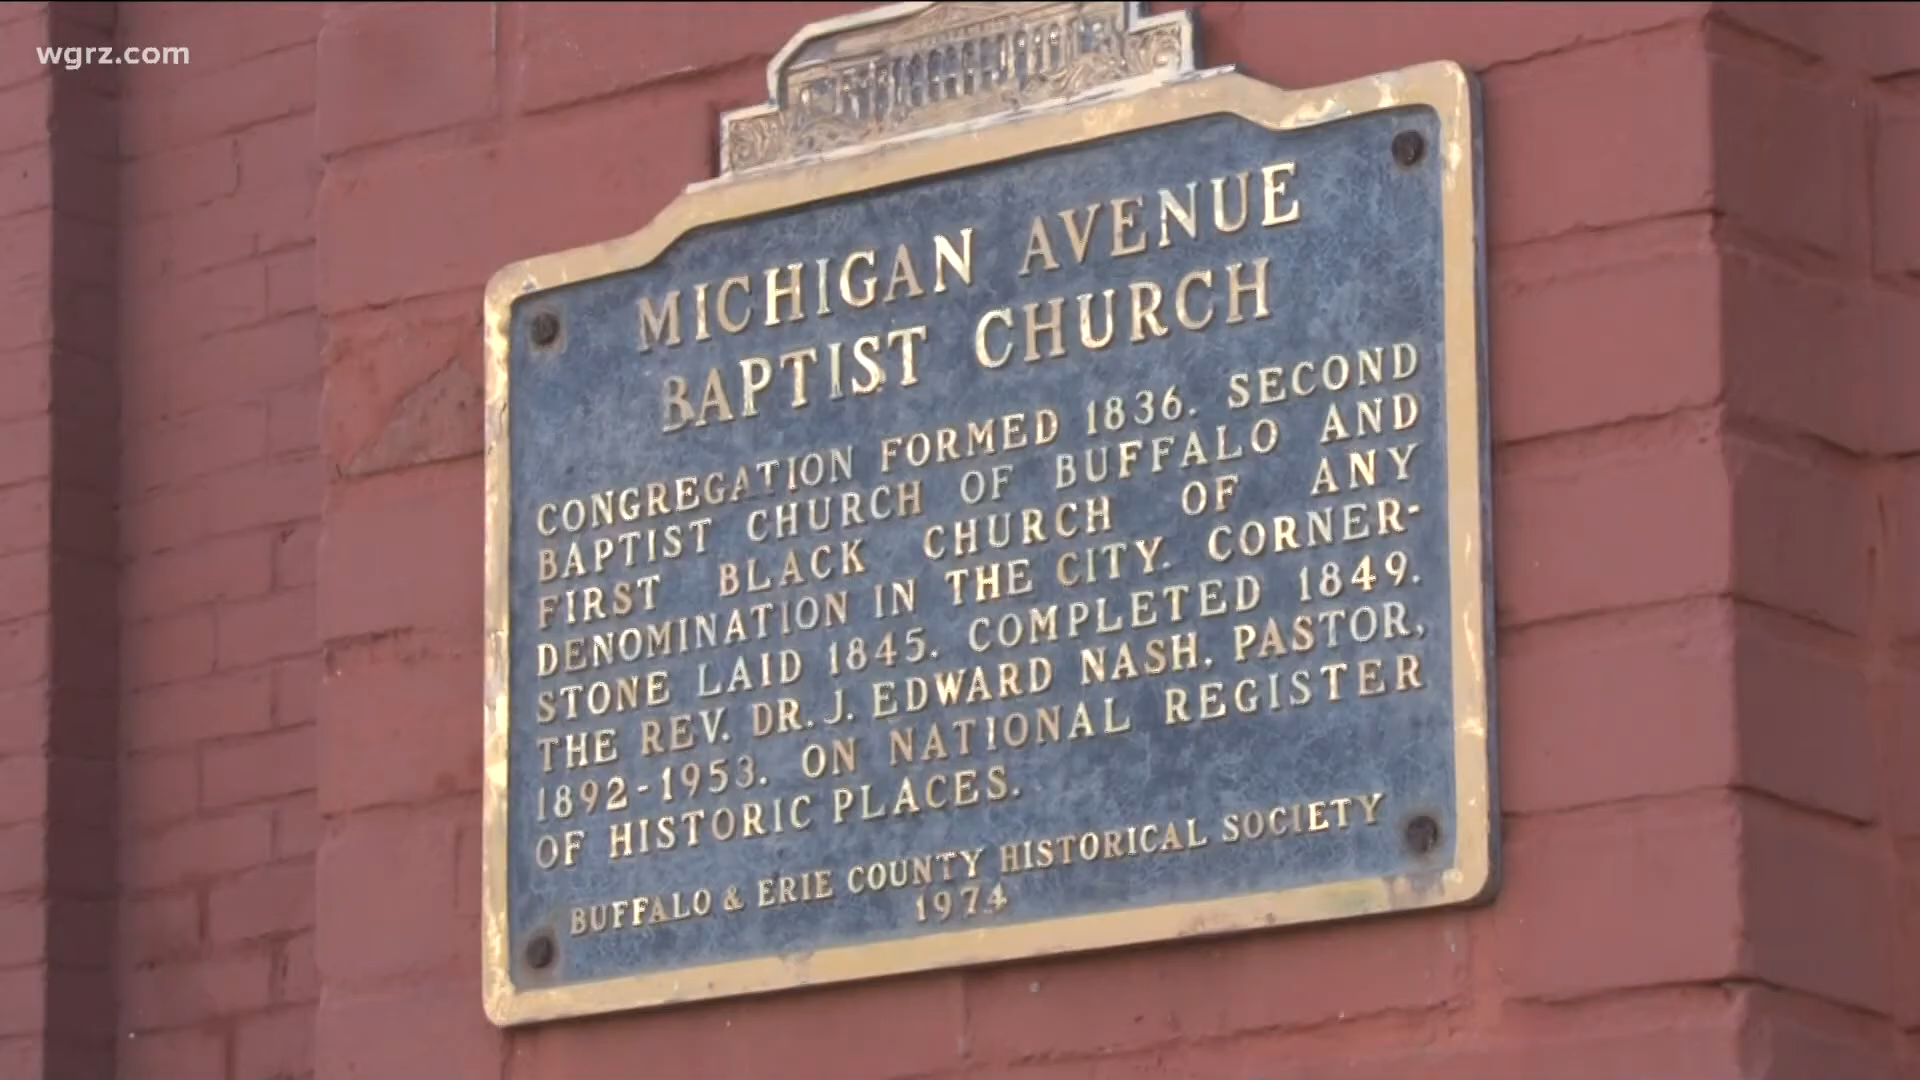 wgrz.com
MICHIGAN AVENUE
BAPTIST CHURCH
CONGREGATION FORMED 1836. SECOND
BAPTIST CHURCH OF BUFFALO AND
FIRST BLACK CHURCH OF ANY
DENOMINATION IN THE CITY. CORNER-
STONE LAID 1845. COMPLETED 1849.
THE REV. DR. J. EDWARD NASH. PASTOR,
1892-1953. ON NATIONAL REGISTER
OF HISTORIC PLACES.
BUFFALO & ERIE COUNTY HISTORICAL SOCIETY
1974